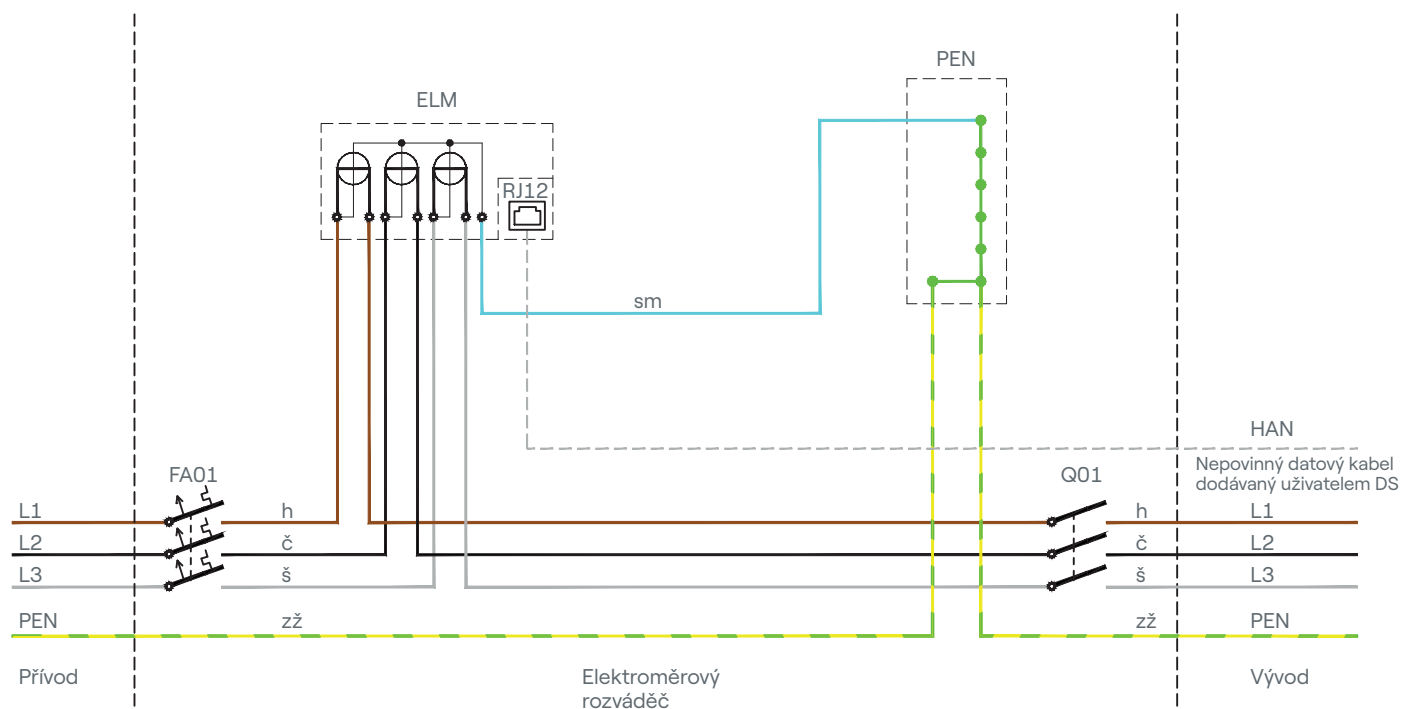 PEN
ELM
RJ12
sm
HAN
Nepovinný datový kabel
dodávaný uživatelem DS
FA01
Q01
L1
h
h
L1
L2
č
č
L2
L3
š
š
L3
PEN
zž
zž
PEN
Přívod
Elektroměrový
rozváděč
Vývod